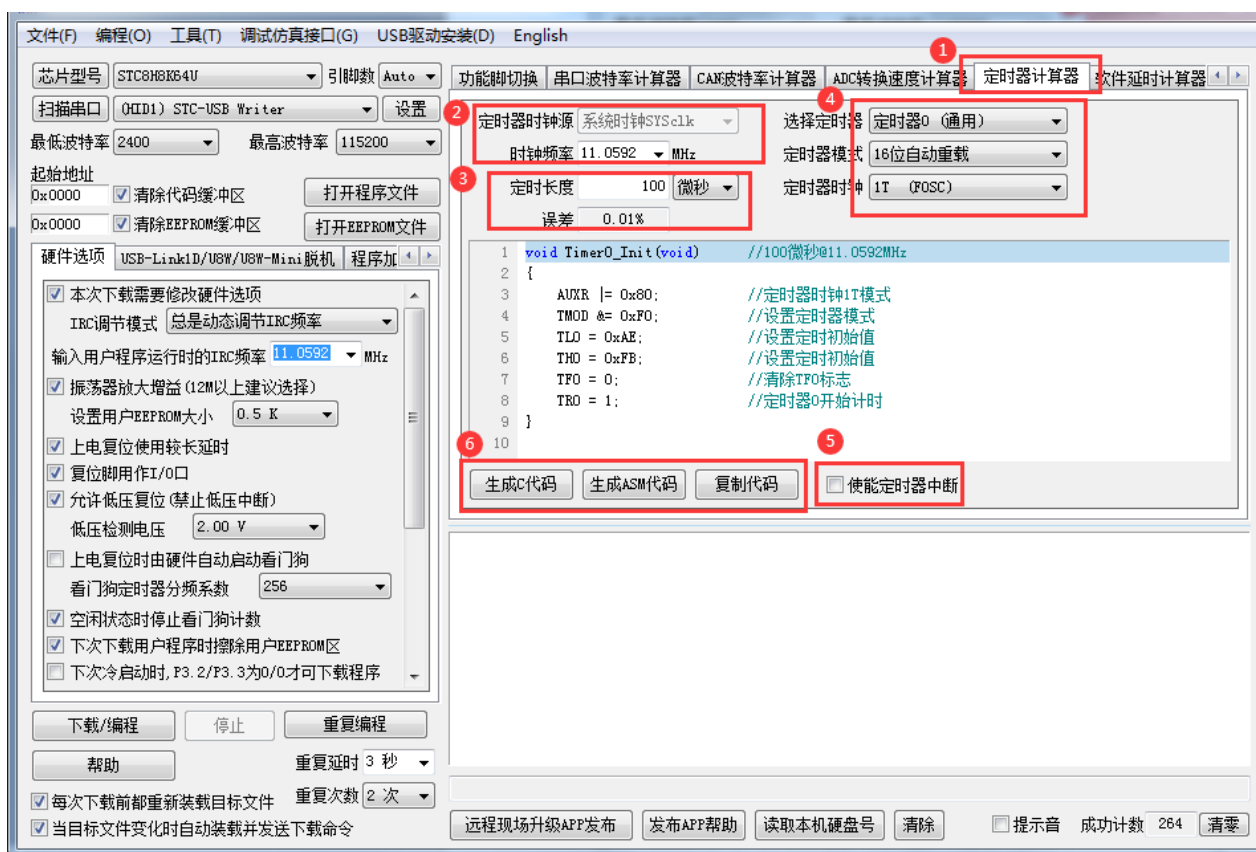 文件(F) 编程(O) 工具(T) 调试仿真接口(G) USB驱动安装(D) English
芯片型号 STC8H8K64U 引脚数 Auto
扫描串口 (HID1) STC-USB Writer 设置
最低波特率 2400 最高波特率 115200
起始地址
0x0000 清除代码缓冲区 打开程序文件
0x0000 清除EEPROM缓冲区 打开EEPROM文件
硬件选项 USB-Link1D/U8W/U8W-Mini脱机 程序加
本次下载需要修改硬件选项
IRC调节模式 总是动态调节IRC频率
输入用户程序运行时的IRC频率 11.0592 MHz
振荡器放大增益(12M以上建议选择)
设置用户EEPROM大小 0.5 K
上电复位使用较长延时
复位脚用作I/O口
允许低压复位(禁止低压中断)
低压检测电压 2.00 V
上电复位时由硬件自动启动看门狗
看门狗定时器分频系数 256
空闲状态时停止看门狗计数
下次下载用户程序时擦除用户EEPROM区
下次冷启动时,P3.2/P3.3为0/0才可下载程序
下载/编程 停止 重复编程
帮助 重复延时 3 秒
每次下载前都重新装载目标文件 重复次数 2 次
当目标文件变化时自动装载并发送下载命令
1
功能脚切换 串口波特率计算器 CAN波特率计算器 ADC转换速度计算器 定时器计算器 软件延时计算器
2 定时器时钟源 系统时钟SYSclk 4 选择定时器 定时器0 (通用)
时钟频率 11.0592 MHz 定时器模式 16位自动重载
3 定时长度 100 微秒 定时器时钟 1T (FOSC)
误差 0.01%
1 void Timer0_Init(void) //100微秒@11.0592MHz
2 {
3 AUXR |= 0x80; //定时器时钟1T模式
4 TMOD &= 0xF0; //设置定时器模式
5 TL0 = 0xAE; //设置定时初始值
6 TH0 = 0xFB; //设置定时初始值
7 TF0 = 0; //清除TF0标志
8 TR0 = 1; //定时器0开始计时
9 }
10
6 5
生成C代码 生成ASM代码 复制代码 使能定时器中断
远程现场升级APP发布 发布APP帮助 读取本机硬盘号 清除 提示音 成功计数 264 清零